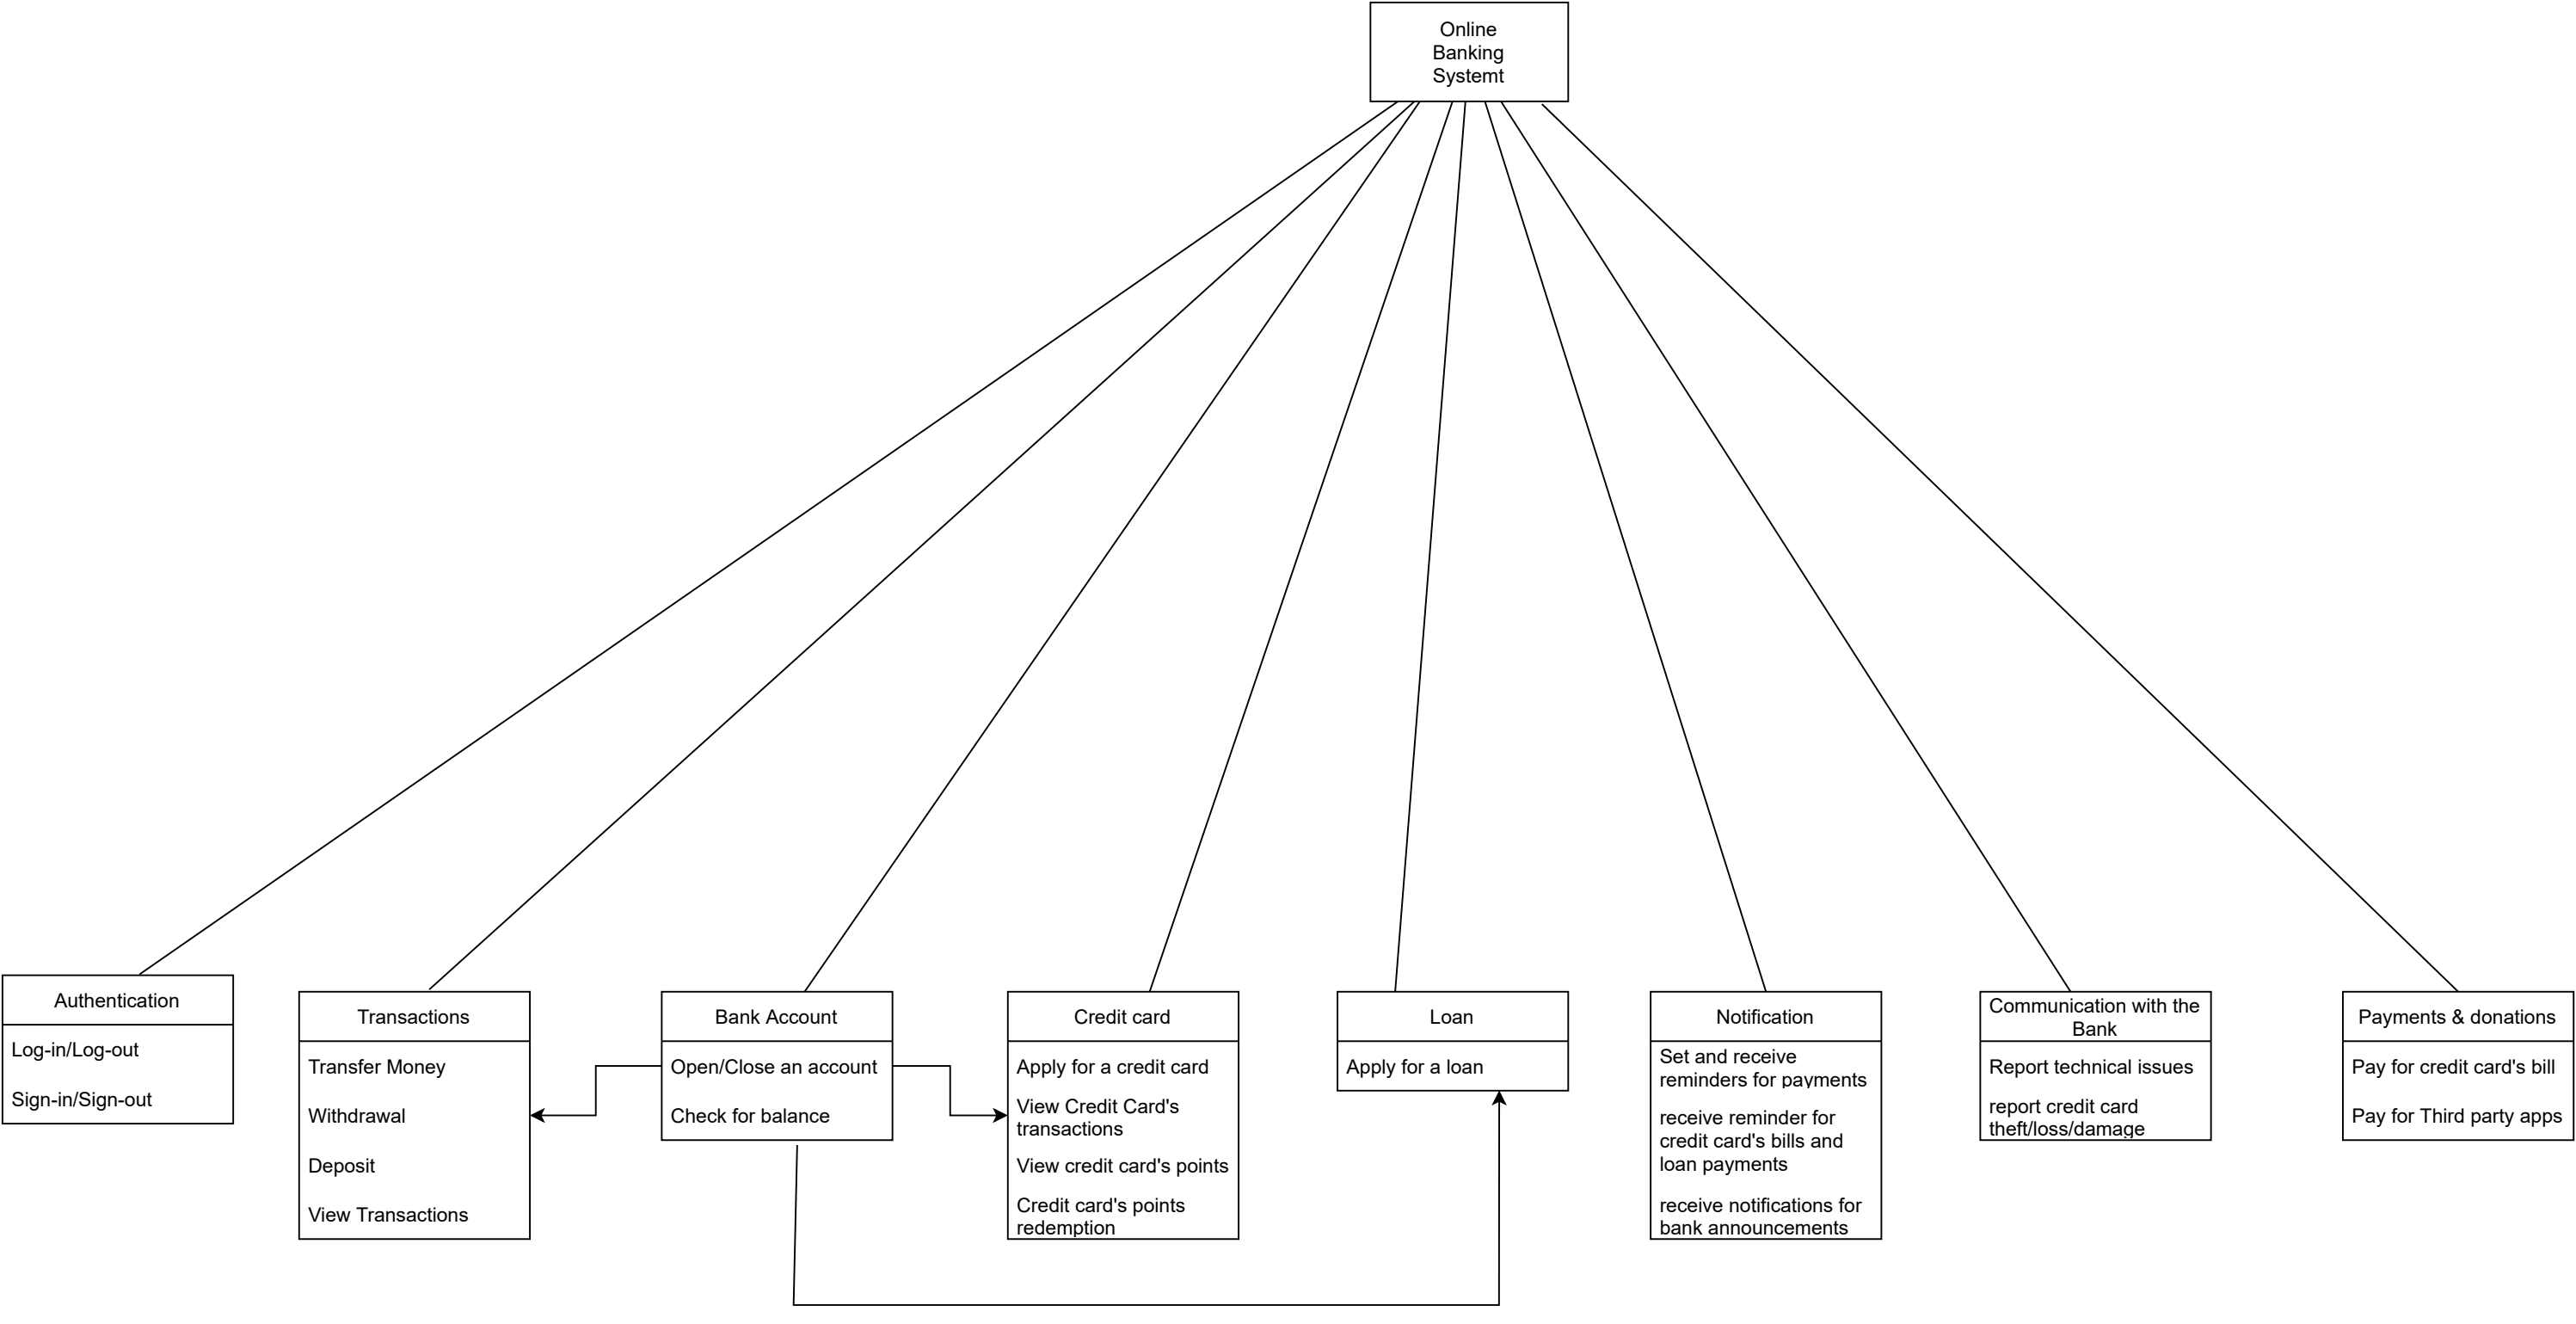 Online
Banking
Systemt
Authentication
Log-in/Log-out
Sign-in/Sign-out
Transactions
Transfer Money
Withdrawal
Deposit
View Transactions
Bank Account
Open/Close an account
Check for balance
Credit card
Apply for a credit card
View Credit Card's
transactions
View credit card's points
Credit card's points
redemption
Loan
Apply for a loan
Notification
Set and receive
reminders for payments
receive reminder for
credit card's bills and
loan payments
receive notifications for
bank announcements
Communication with the
Bank
Report technical issues
report credit card
theft/loss/damage
Payments & donations
Pay for credit card's bill
Pay for Third party apps